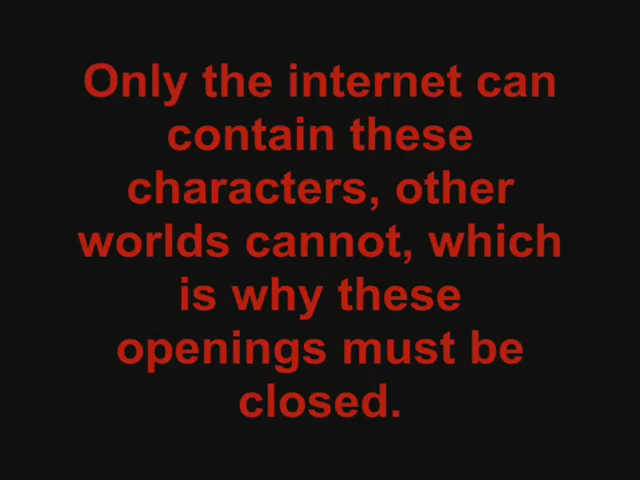 Only the internet can
contain these
characters, other
worlds cannot, which
is why these
openings must be
closed.